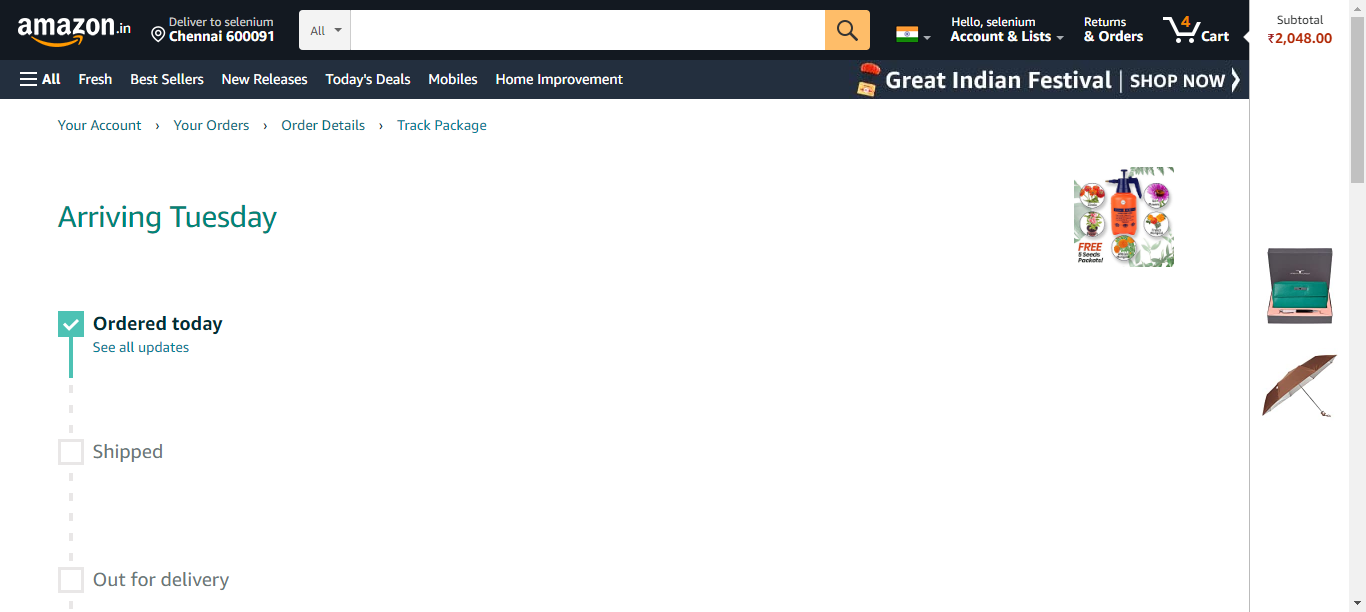 amazon.in
Deliver to selenium
Chennai 600091
All
Hello, selenium
Account & Lists
Returns
& Orders
4
Cart
Subtotal
₹2,048.00
All
Fresh
Best Sellers
New Releases
Today's Deals
Mobiles
Home Improvement
Great Indian Festival | SHOP NOW
Your Account › Your Orders › Order Details › Track Package
Arriving Tuesday
FREE
5 Seeds
Packets!
Ordered today
See all updates
Shipped
Out for delivery